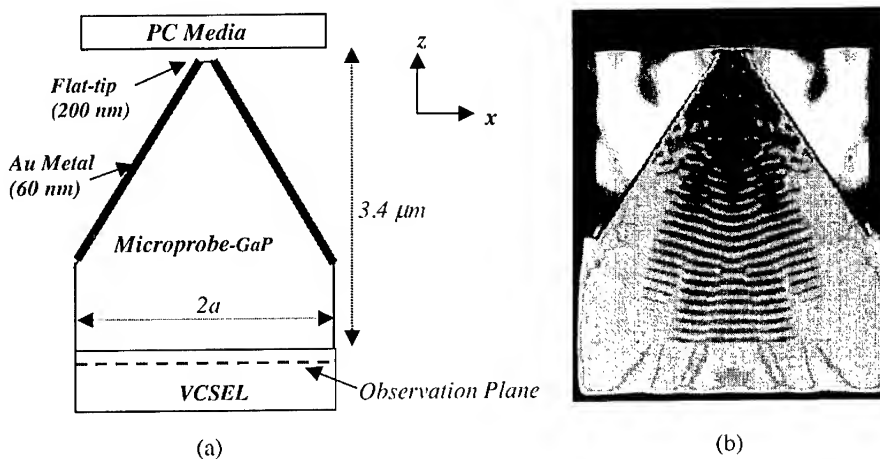 PC Media
z
x
Flat-tip
(200 nm)
Au Metal
(60 nm)
3.4 μm
Microprobe-GaP
2a
Observation Plane
VCSEL
(a)
(b)